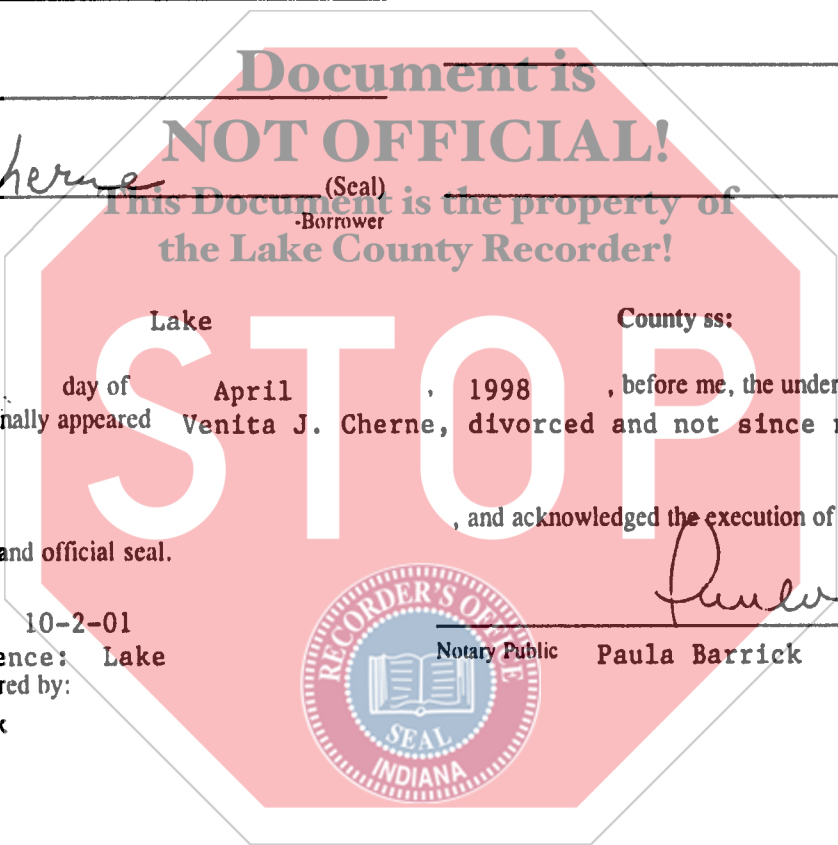 Document is
NOT OFFICIAL!
herne (Seal)
This Document is the property of
-Borrower
the Lake County Recorder!
Lake County ss:
STOP
day of April , 1998 , before me, the under
nally appeared Venita J. Cherne, divorced and not since
, and acknowledged the execution of
and official seal.
RECORDER'S OFFICE
10-2-01
ence: Lake
Notary Public Paula Barrick
red by:
k
SEAL
INDIANA